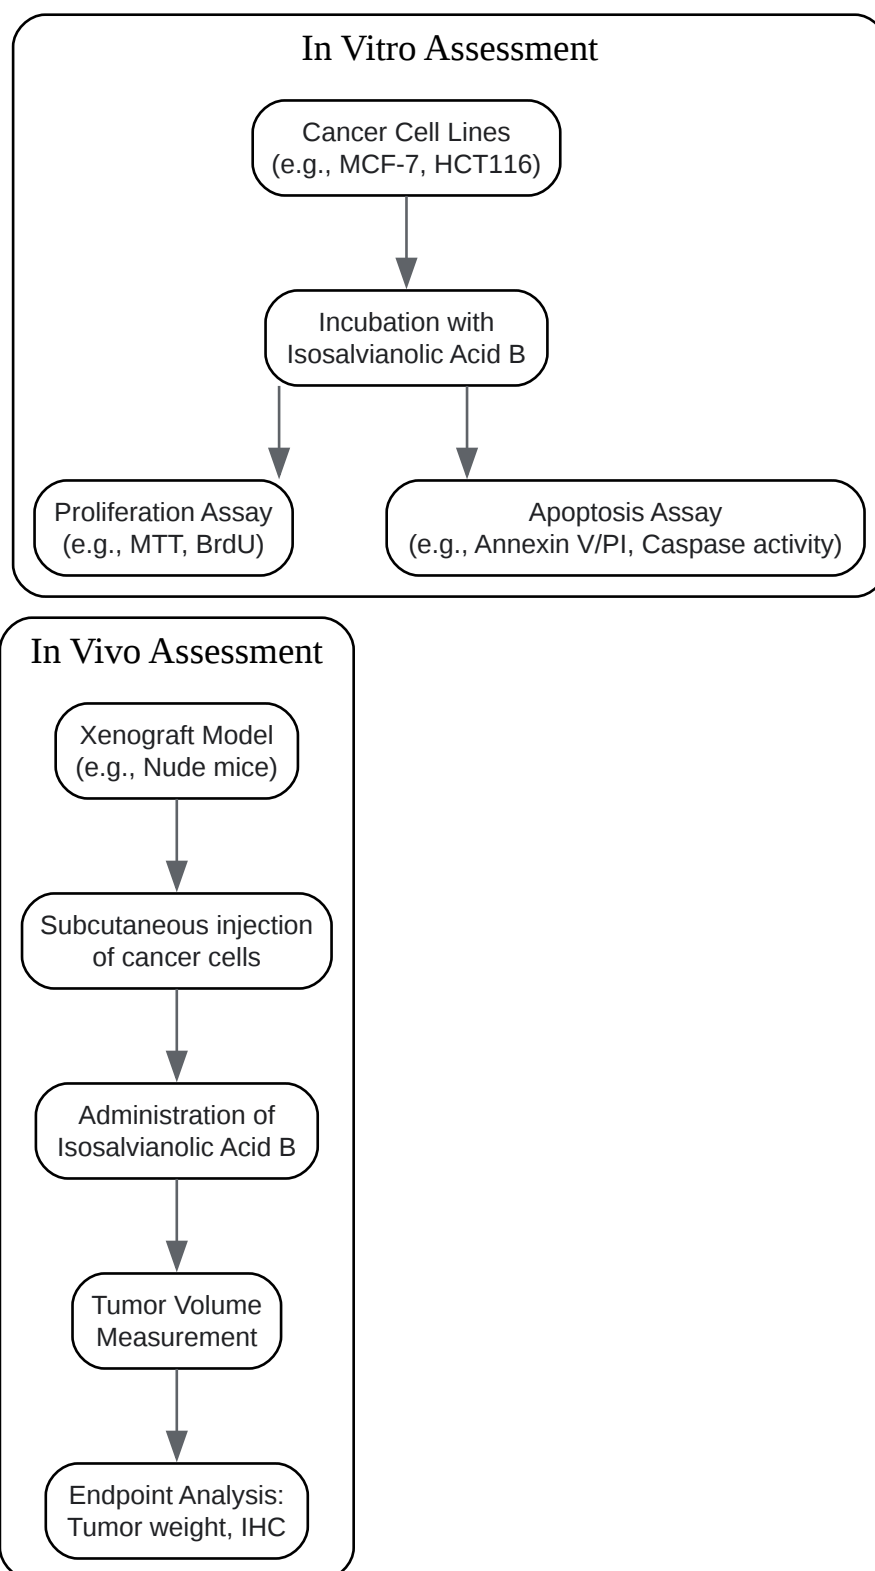 In Vitro Assessment
Cancer Cell Lines
(e.g., MCF-7, HCT116)
Incubation with
Isosalvianolic Acid B
Proliferation Assay
(e.g., MTT, BrdU)
Apoptosis Assay
(e.g., Annexin V/PI, Caspase activity)
In Vivo Assessment
Xenograft Model
(e.g., Nude mice)
Subcutaneous injection
of cancer cells
Administration of
Isosalvianolic Acid B
Tumor Volume
Measurement
Endpoint Analysis:
Tumor weight, IHC